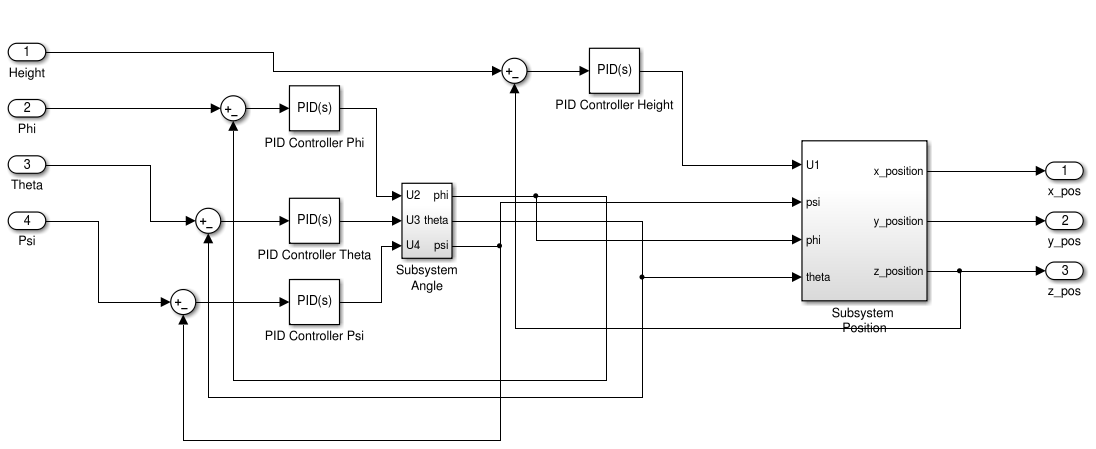 1
Height
2
Phi
3
Theta
4
Psi
+
−
PID(s)
PID Controller Height
+
−
PID(s)
PID Controller Phi
+
−
PID(s)
PID Controller Theta
+
−
PID(s)
PID Controller Psi
U2 phi
U3 theta
U4 psi
Subsystem
Angle
U1
psi
phi
theta
x_position
y_position
z_position
Subsystem
Position
1
x_pos
2
y_pos
3
z_pos